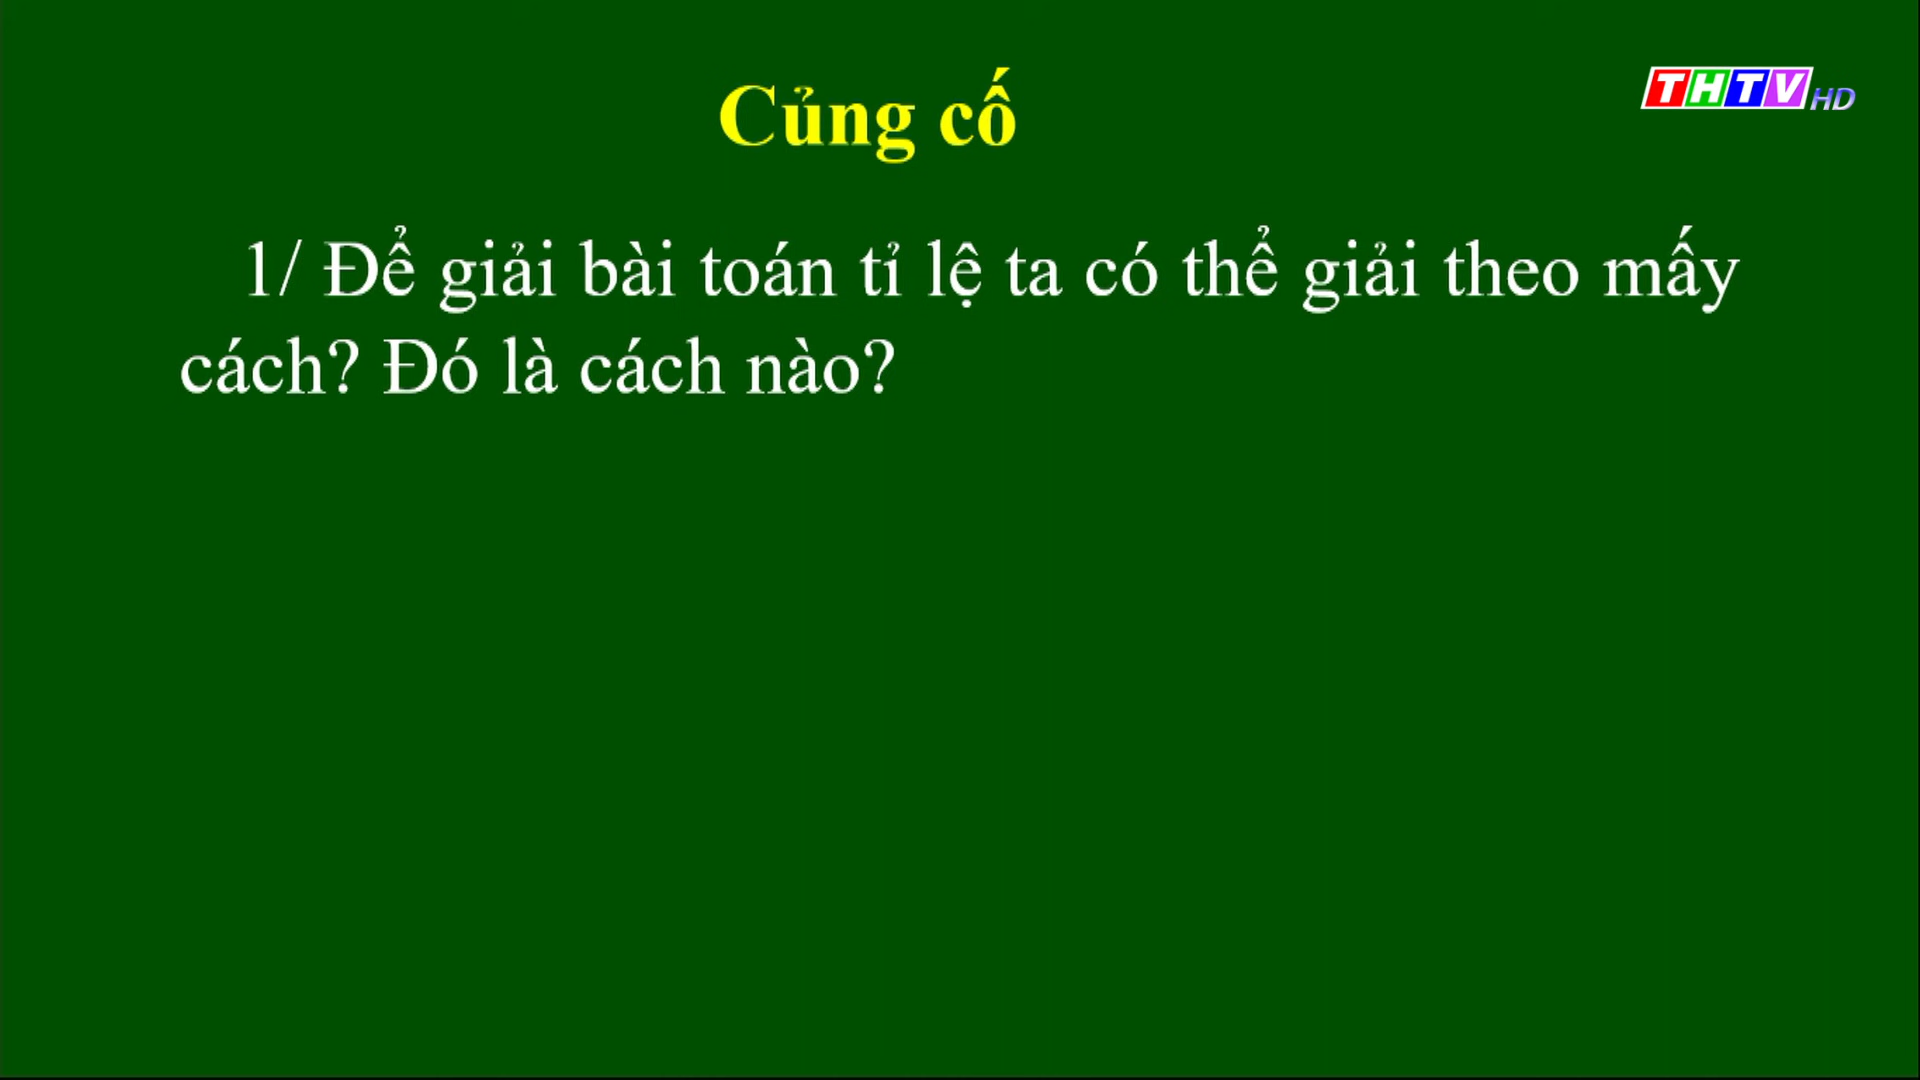 Củng cố
THTV HD
1/ Để giải bài toán tỉ lệ ta có thể giải theo mấy
cách? Đó là cách nào?